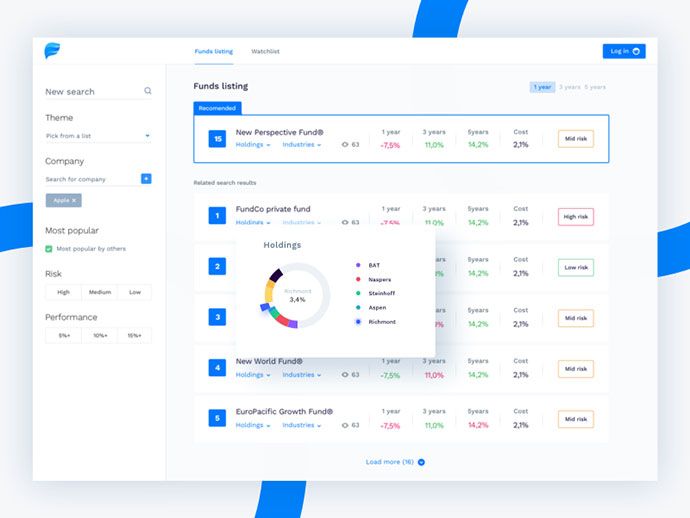 Funds listing
Watchlist
Log in
New search
Theme
Pick from a list
Company
Search for company
+
Apple ×
Most popular
Most popular by others
Risk
High Medium Low
Performance
5%+ 10%+ 15%+
Funds listing
1 year 3 years 5 years
Recomended
15 New Perspective Fund® 1 year 3 years 5years Cost
Holdings Industries 63 -7,5% 11,0% 14,2% 2,1% Mid risk
Related search results
1 FundCo private fund 1 year 3 years 5years Cost
Holdings Industries 63 -7,5% 11,0% 14,2% 2,1% High risk
2 5years Cost
14,2% 2,1% Low risk
3 5years Cost
14,2% 2,1% Mid risk
Holdings
Richmond
3,4%
BAT
Naspers
Steinhoff
Aspen
Richmont
4 New World Fund® 1 year 3 years 5years Cost
Holdings Industries 63 -7,5% 11,0% 14,2% 2,1% Mid risk
5 EuroPacific Growth Fund® 1 year 3 years 5years Cost
Holdings Industries 63 -7,5% 11,0% 14,2% 2,1% Mid risk
Load more (16)